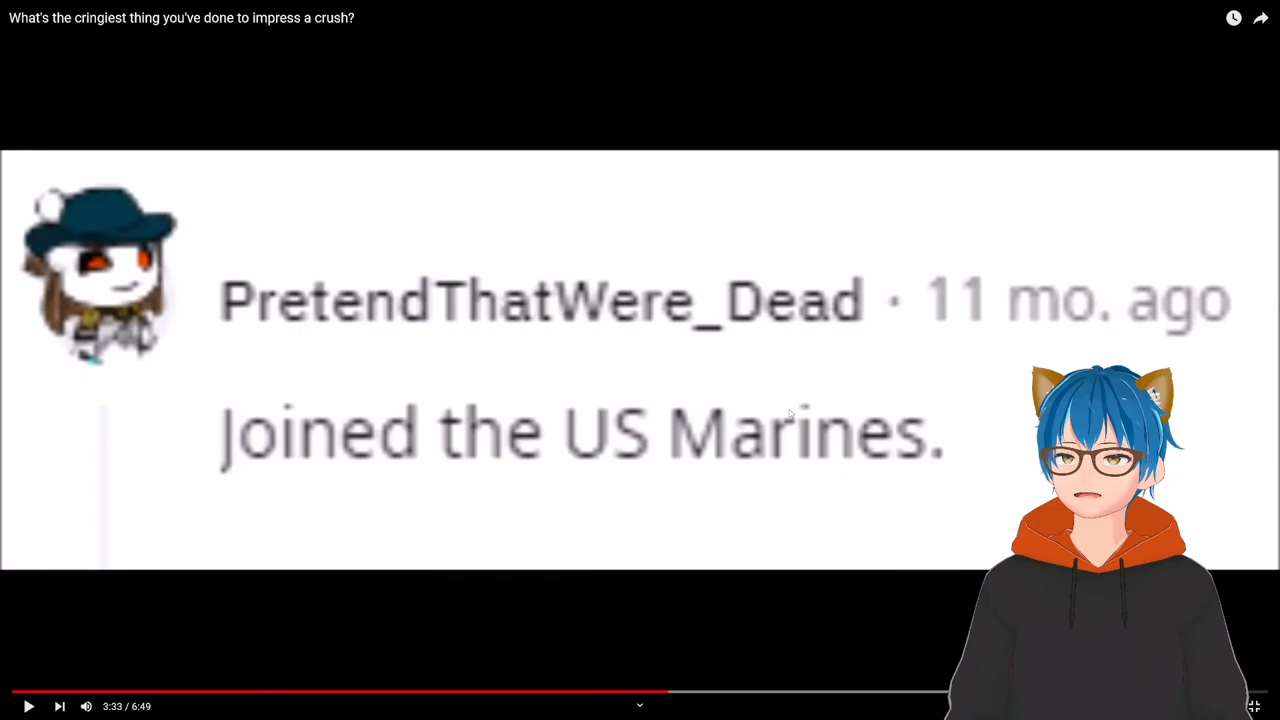 What's the cringiest thing you've done to impress a crush?
PretendThatWere_Dead · 11 mo. ago
Joined the US Marines.
3:33 / 6:49